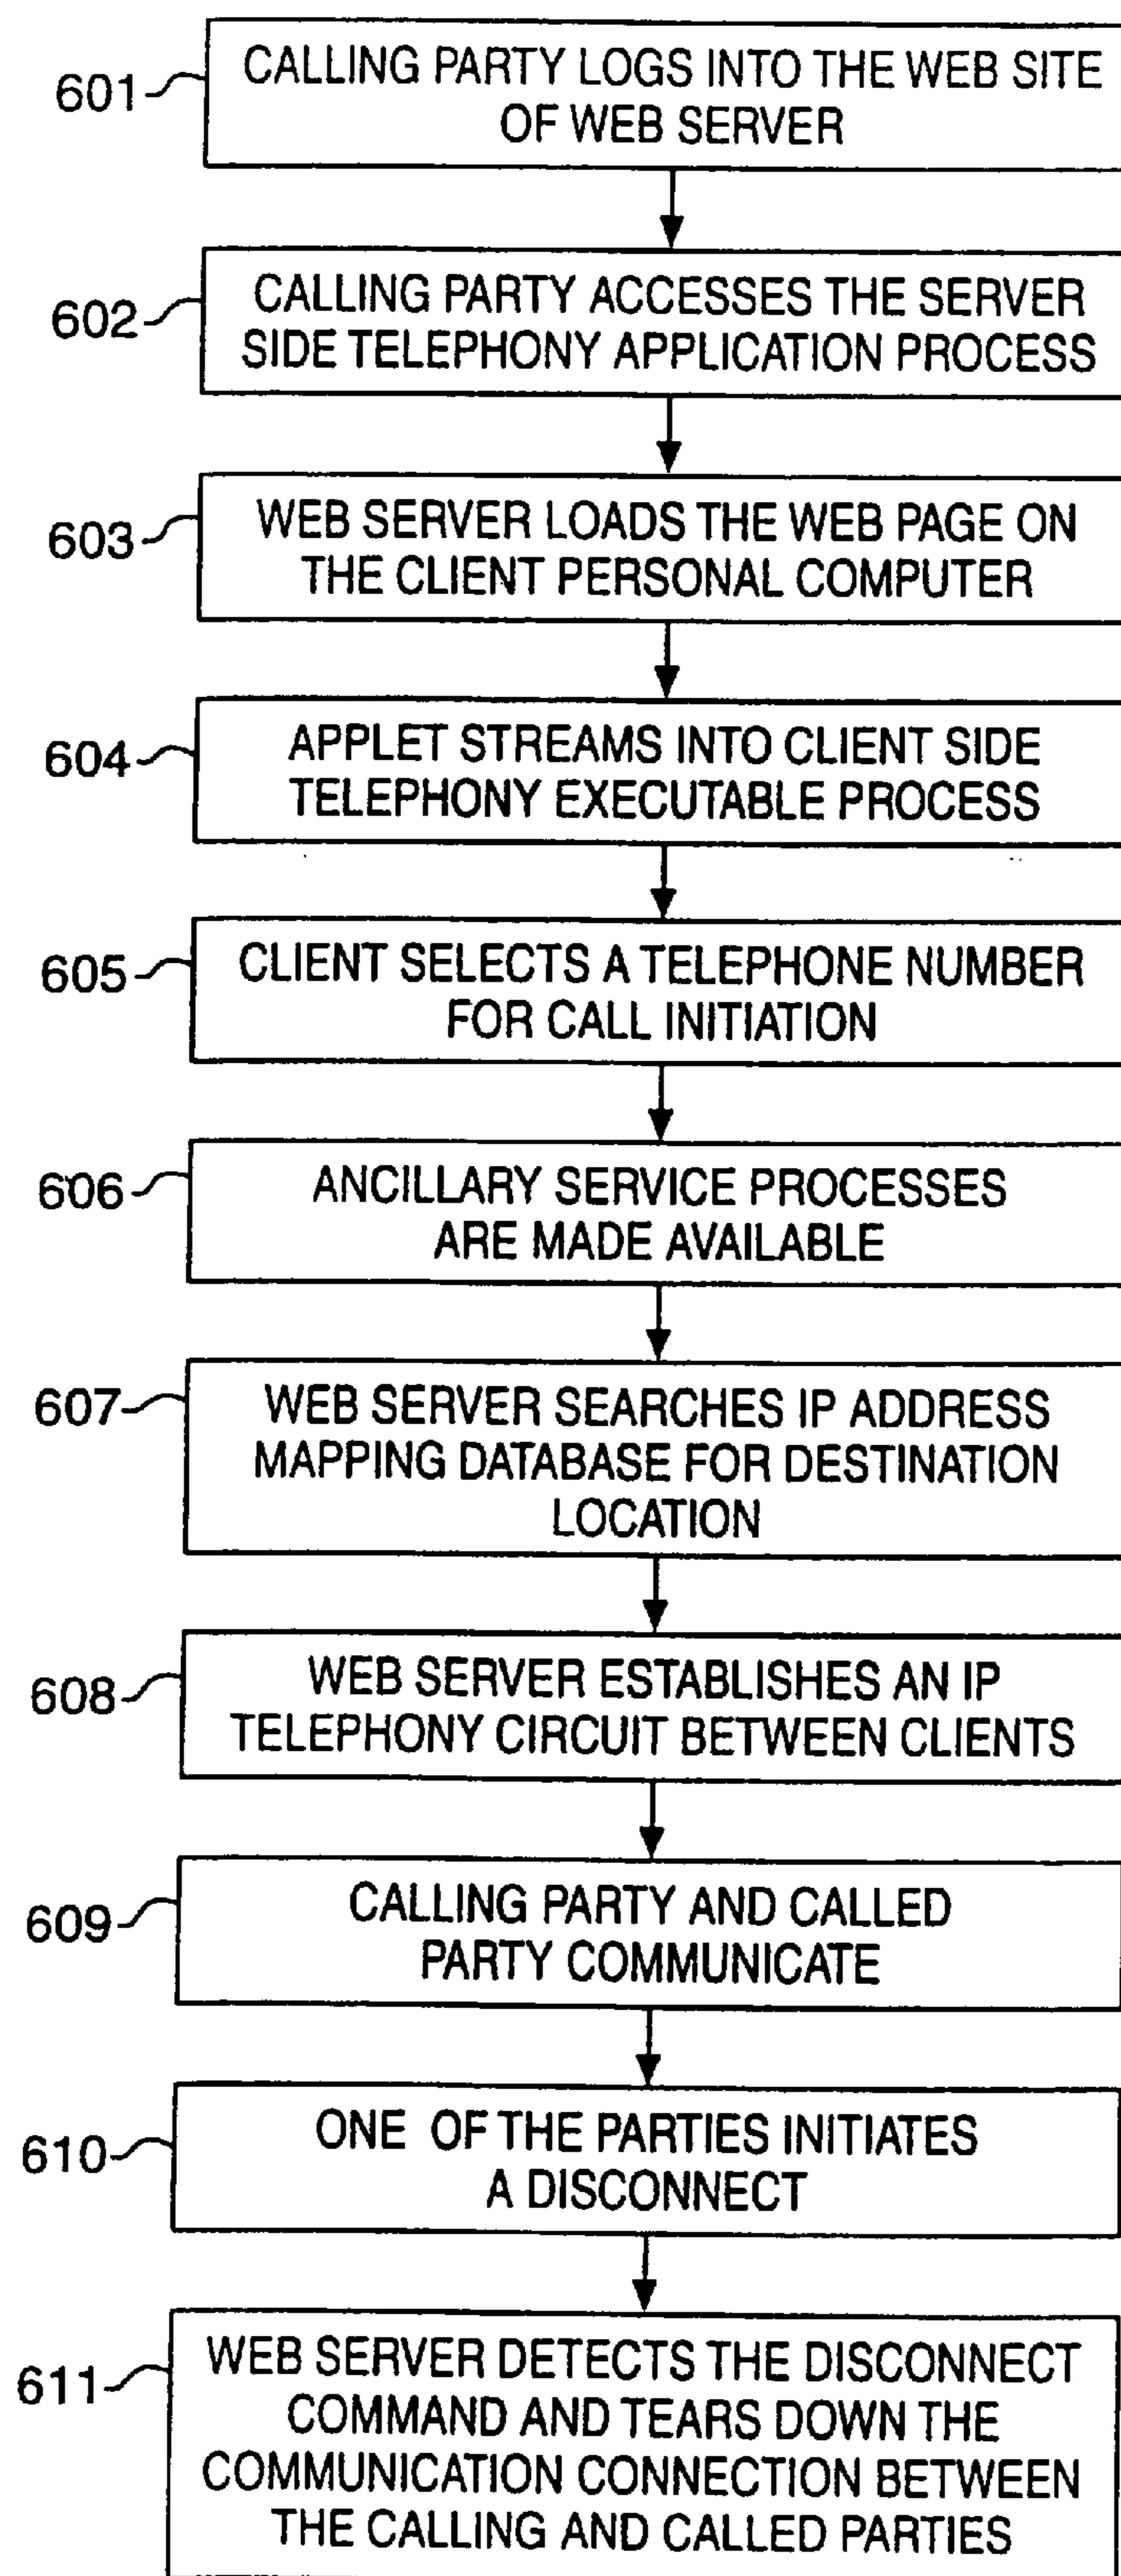 601
CALLING PARTY LOGS INTO THE WEB SITE
OF WEB SERVER
602
CALLING PARTY ACCESSES THE SERVER
SIDE TELEPHONY APPLICATION PROCESS
603
WEB SERVER LOADS THE WEB PAGE ON
THE CLIENT PERSONAL COMPUTER
604
APPLET STREAMS INTO CLIENT SIDE
TELEPHONY EXECUTABLE PROCESS
605
CLIENT SELECTS A TELEPHONE NUMBER
FOR CALL INITIATION
606
ANCILLARY SERVICE PROCESSES
ARE MADE AVAILABLE
607
WEB SERVER SEARCHES IP ADDRESS
MAPPING DATABASE FOR DESTINATION
LOCATION
608
WEB SERVER ESTABLISHES AN IP
TELEPHONY CIRCUIT BETWEEN CLIENTS
609
CALLING PARTY AND CALLED
PARTY COMMUNICATE
610
ONE OF THE PARTIES INITIATES
A DISCONNECT
611
WEB SERVER DETECTS THE DISCONNECT
COMMAND AND TEARS DOWN THE
COMMUNICATION CONNECTION BETWEEN
THE CALLING AND CALLED PARTIES